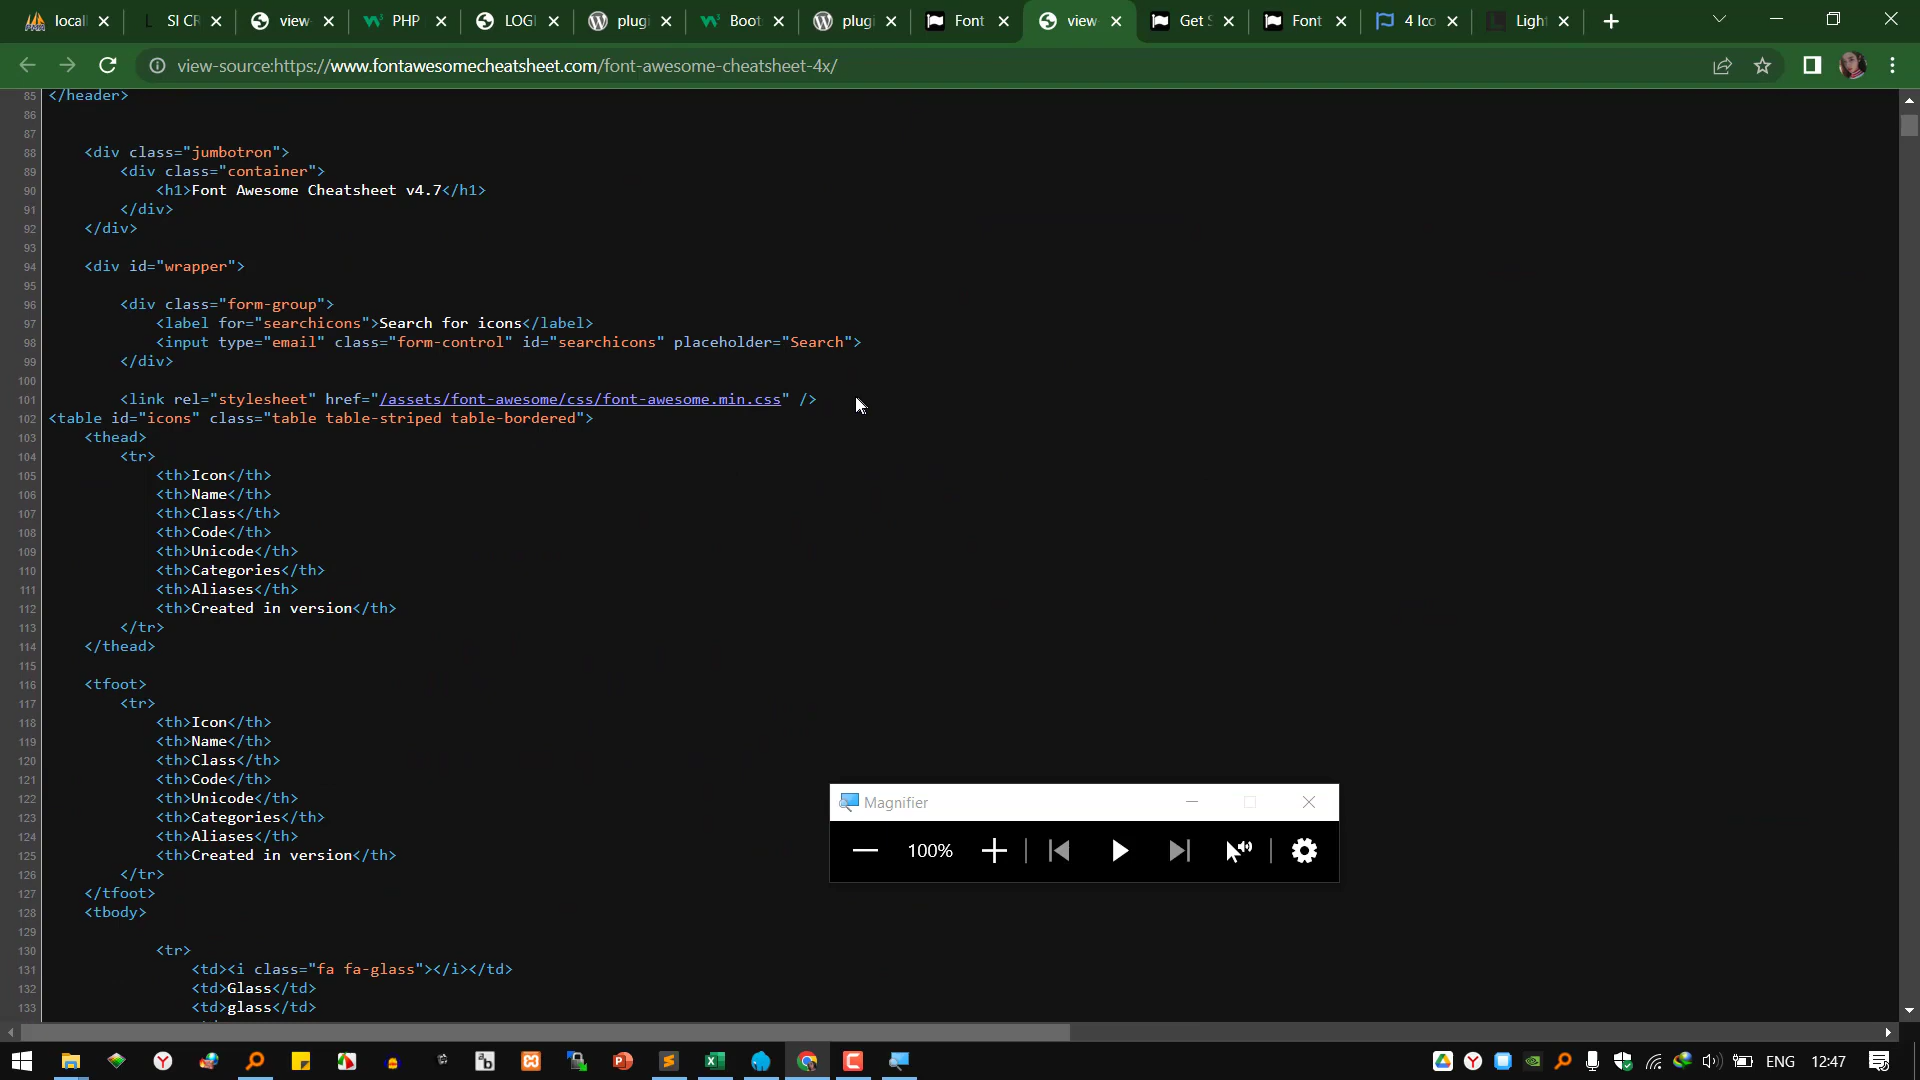 locall
SI CR
view-
PHP
LOGI
plugi
Boots
plugi
Font
view-
Get S
Font
4 Ico
Light
view-source:https://www.fontawesomecheatsheet.com/font-awesome-cheatsheet-4x/
85 </header>
86
87
88 <div class="jumbotron">
89 <div class="container">
90 <h1>Font Awesome Cheatsheet v4.7</h1>
91 </div>
92 </div>
93
94 <div id="wrapper">
95
96 <div class="form-group">
97 <label for="searchicons">Search for icons</label>
98 <input type="email" class="form-control" id="searchicons" placeholder="Search">
99 </div>
100
101 <link rel="stylesheet" href="/assets/font-awesome/css/font-awesome.min.css" />
102 <table id="icons" class="table table-striped table-bordered">
103 <thead>
104 <tr>
105 <th>Icon</th>
106 <th>Name</th>
107 <th>Class</th>
108 <th>Code</th>
109 <th>Unicode</th>
110 <th>Categories</th>
111 <th>Aliases</th>
112 <th>Created in version</th>
113 </tr>
114 </thead>
115
116 <tfoot>
117 <tr>
118 <th>Icon</th>
119 <th>Name</th>
120 <th>Class</th>
121 <th>Code</th>
122 <th>Unicode</th>
123 <th>Categories</th>
124 <th>Aliases</th>
125 <th>Created in version</th>
126 </tr>
127 </tfoot>
128 <tbody>
129
130 <tr>
131 <td><i class="fa fa-glass"></i></td>
132 <td>Glass</td>
133 <td>glass</td>
Magnifier
100%
ENG 12:47